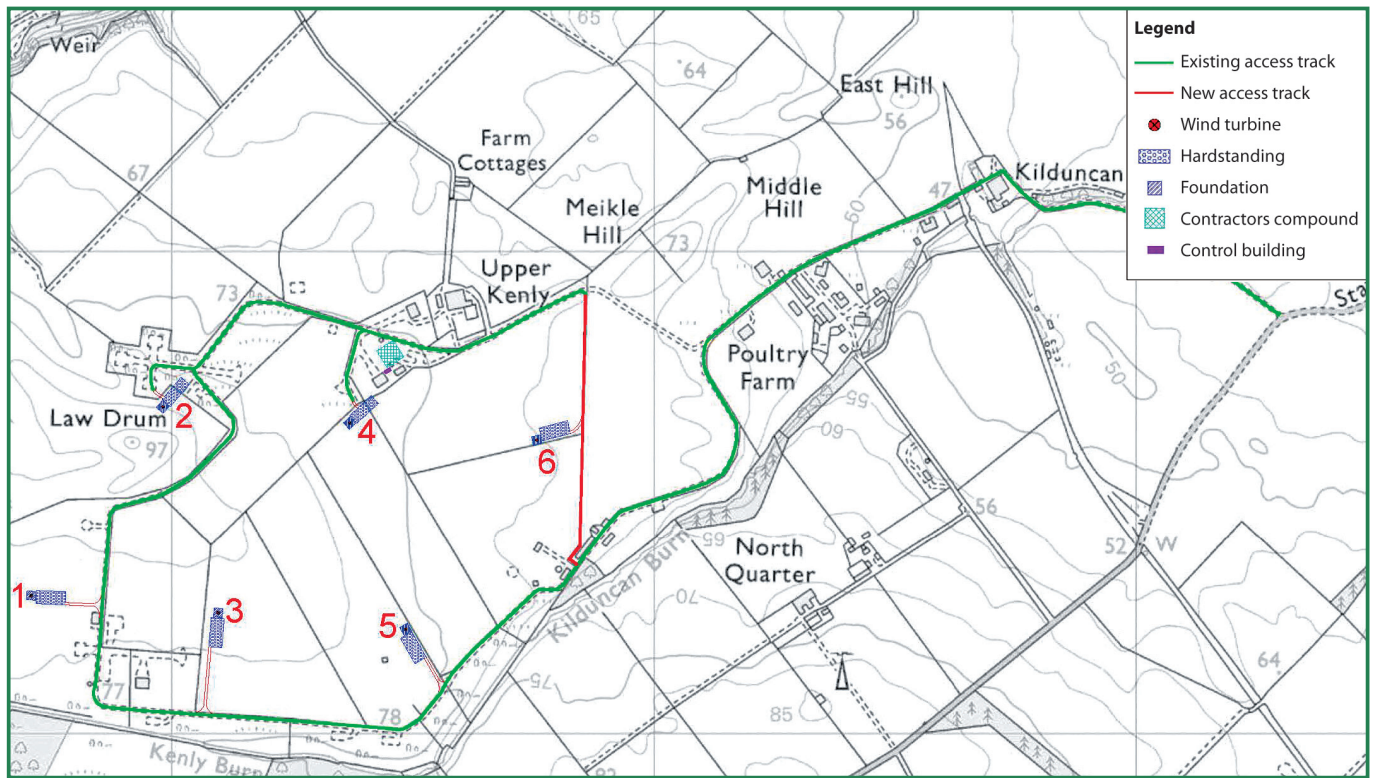 Legend
Existing access track
New access track
Wind turbine
Hardstanding
Foundation
Contractors compound
Control building
Weir
65
64
East Hill
56
Farm
Cottages
67
Kilduncan
47
Middle
Hill
Meikle
Hill
50
73
Upper
Kenly
73
Sta
Poultry
Farm
50
55
60
Law Drum
2
4
97
6
56
65
52 W
North
Quarter
Kilduncan Burn
70
1
3
5
64
75
77
78
85
Kenly Burn
82